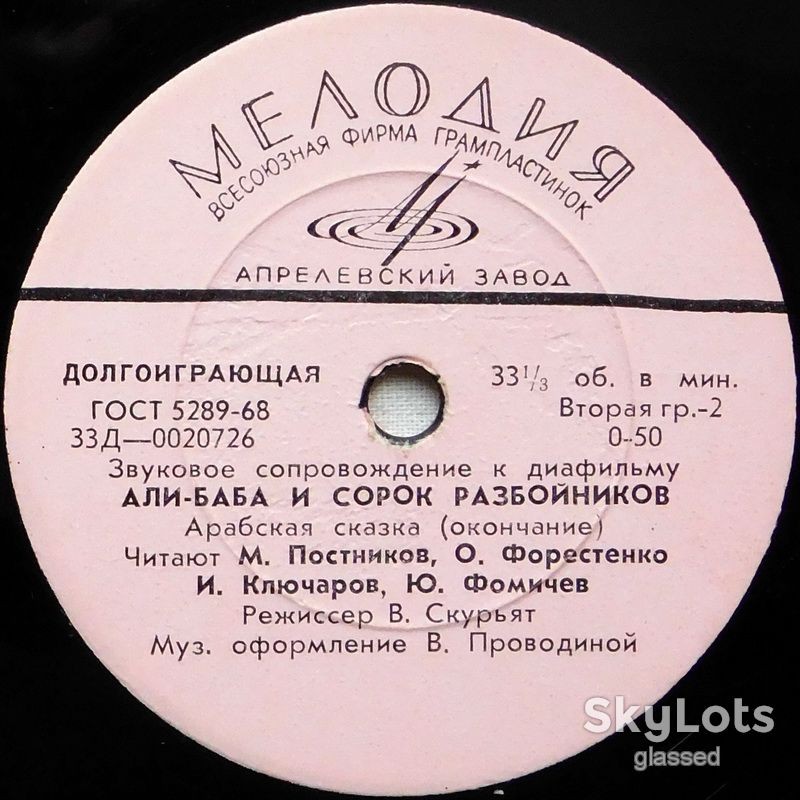 МЕЛОДИЯ
ВСЕСОЮЗНАЯ ФИРМА ГРАМПЛАСТИНОК
АПРЕЛЕВСКИЙ ЗАВОД
ДОЛГОИГРАЮЩАЯ 33 1/3 об. в мин.
ГОСТ 5289-68 Вторая гр.-2
33Д—0020726 0-50
Звуковое сопровождение к диафильму
АЛИ-БАБА И СОРОК РАЗБОЙНИКОВ
Арабская сказка (окончание)
Читают М. Постников, О. Форестенко
И. Ключаров, Ю. Фомичев
Режиссер В. Скурьят
Муз. оформление В. Проводиной
SkyLots
glassed